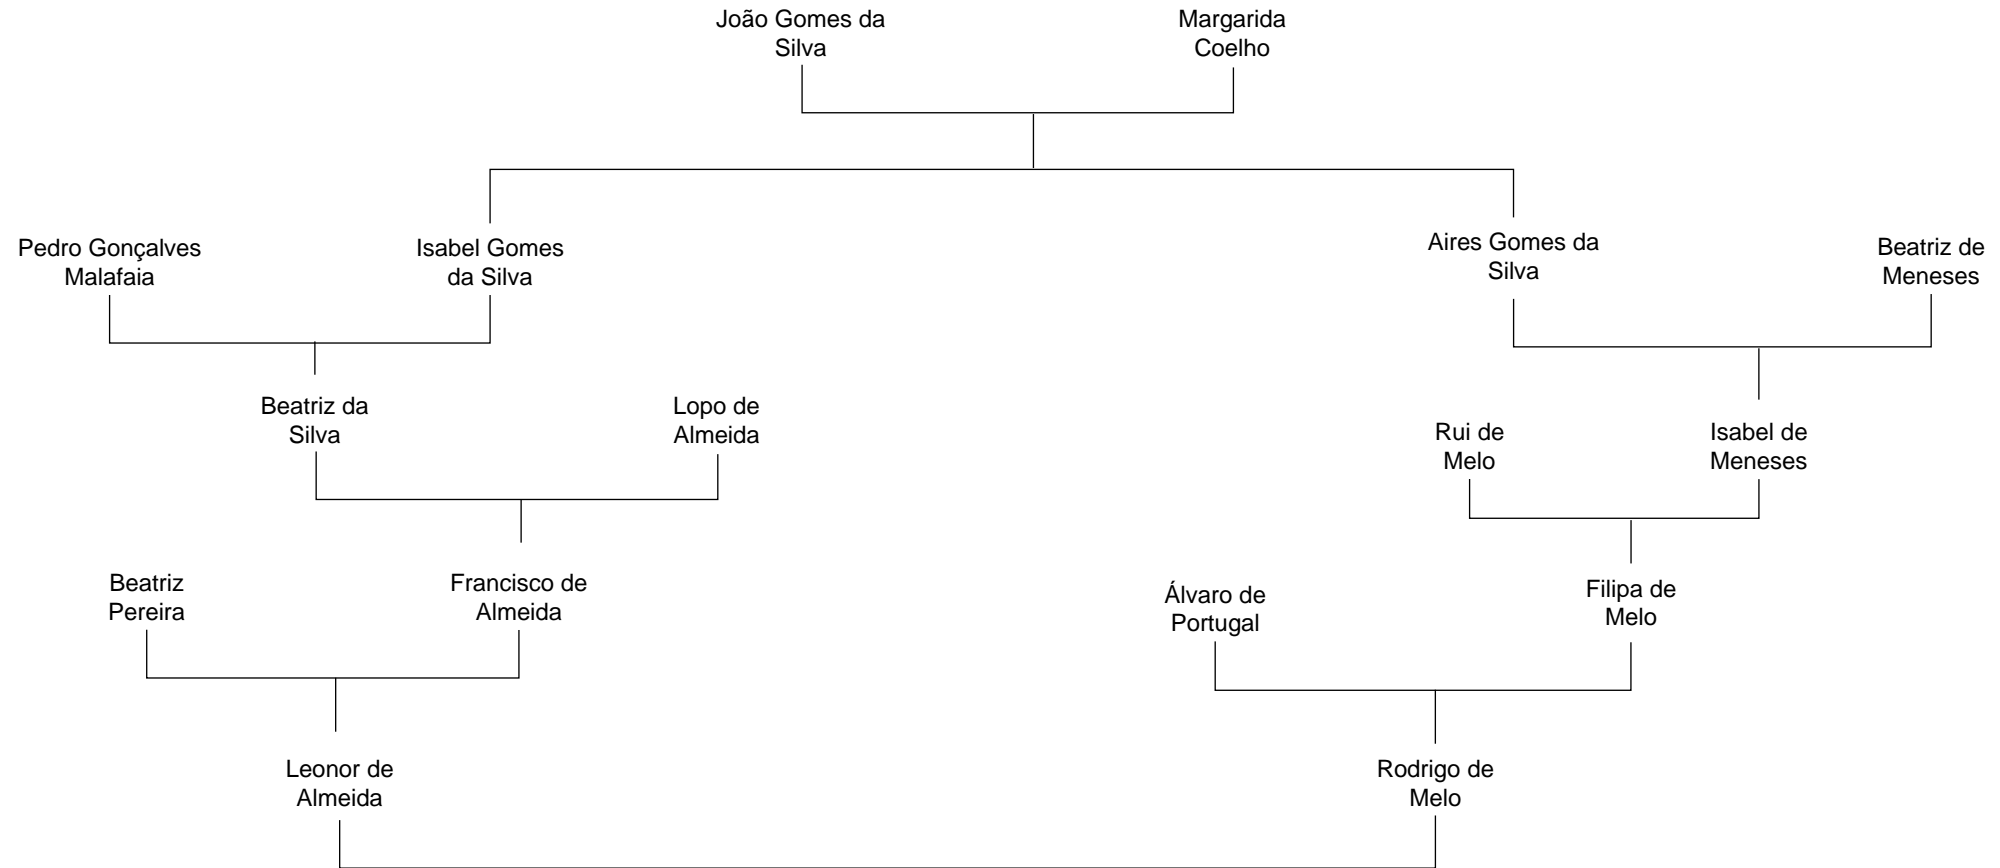 João Gomes da
Silva
Margarida
Coelho
Pedro Gonçalves
Malafaia
Isabel Gomes
da Silva
Aires Gomes da
Silva
Beatriz de
Meneses
Beatriz da
Silva
Lopo de
Almeida
Rui de
Melo
Isabel de
Meneses
Beatriz
Pereira
Francisco de
Almeida
Álvaro de
Portugal
Filipa de
Melo
Leonor de
Almeida
Rodrigo de
Melo